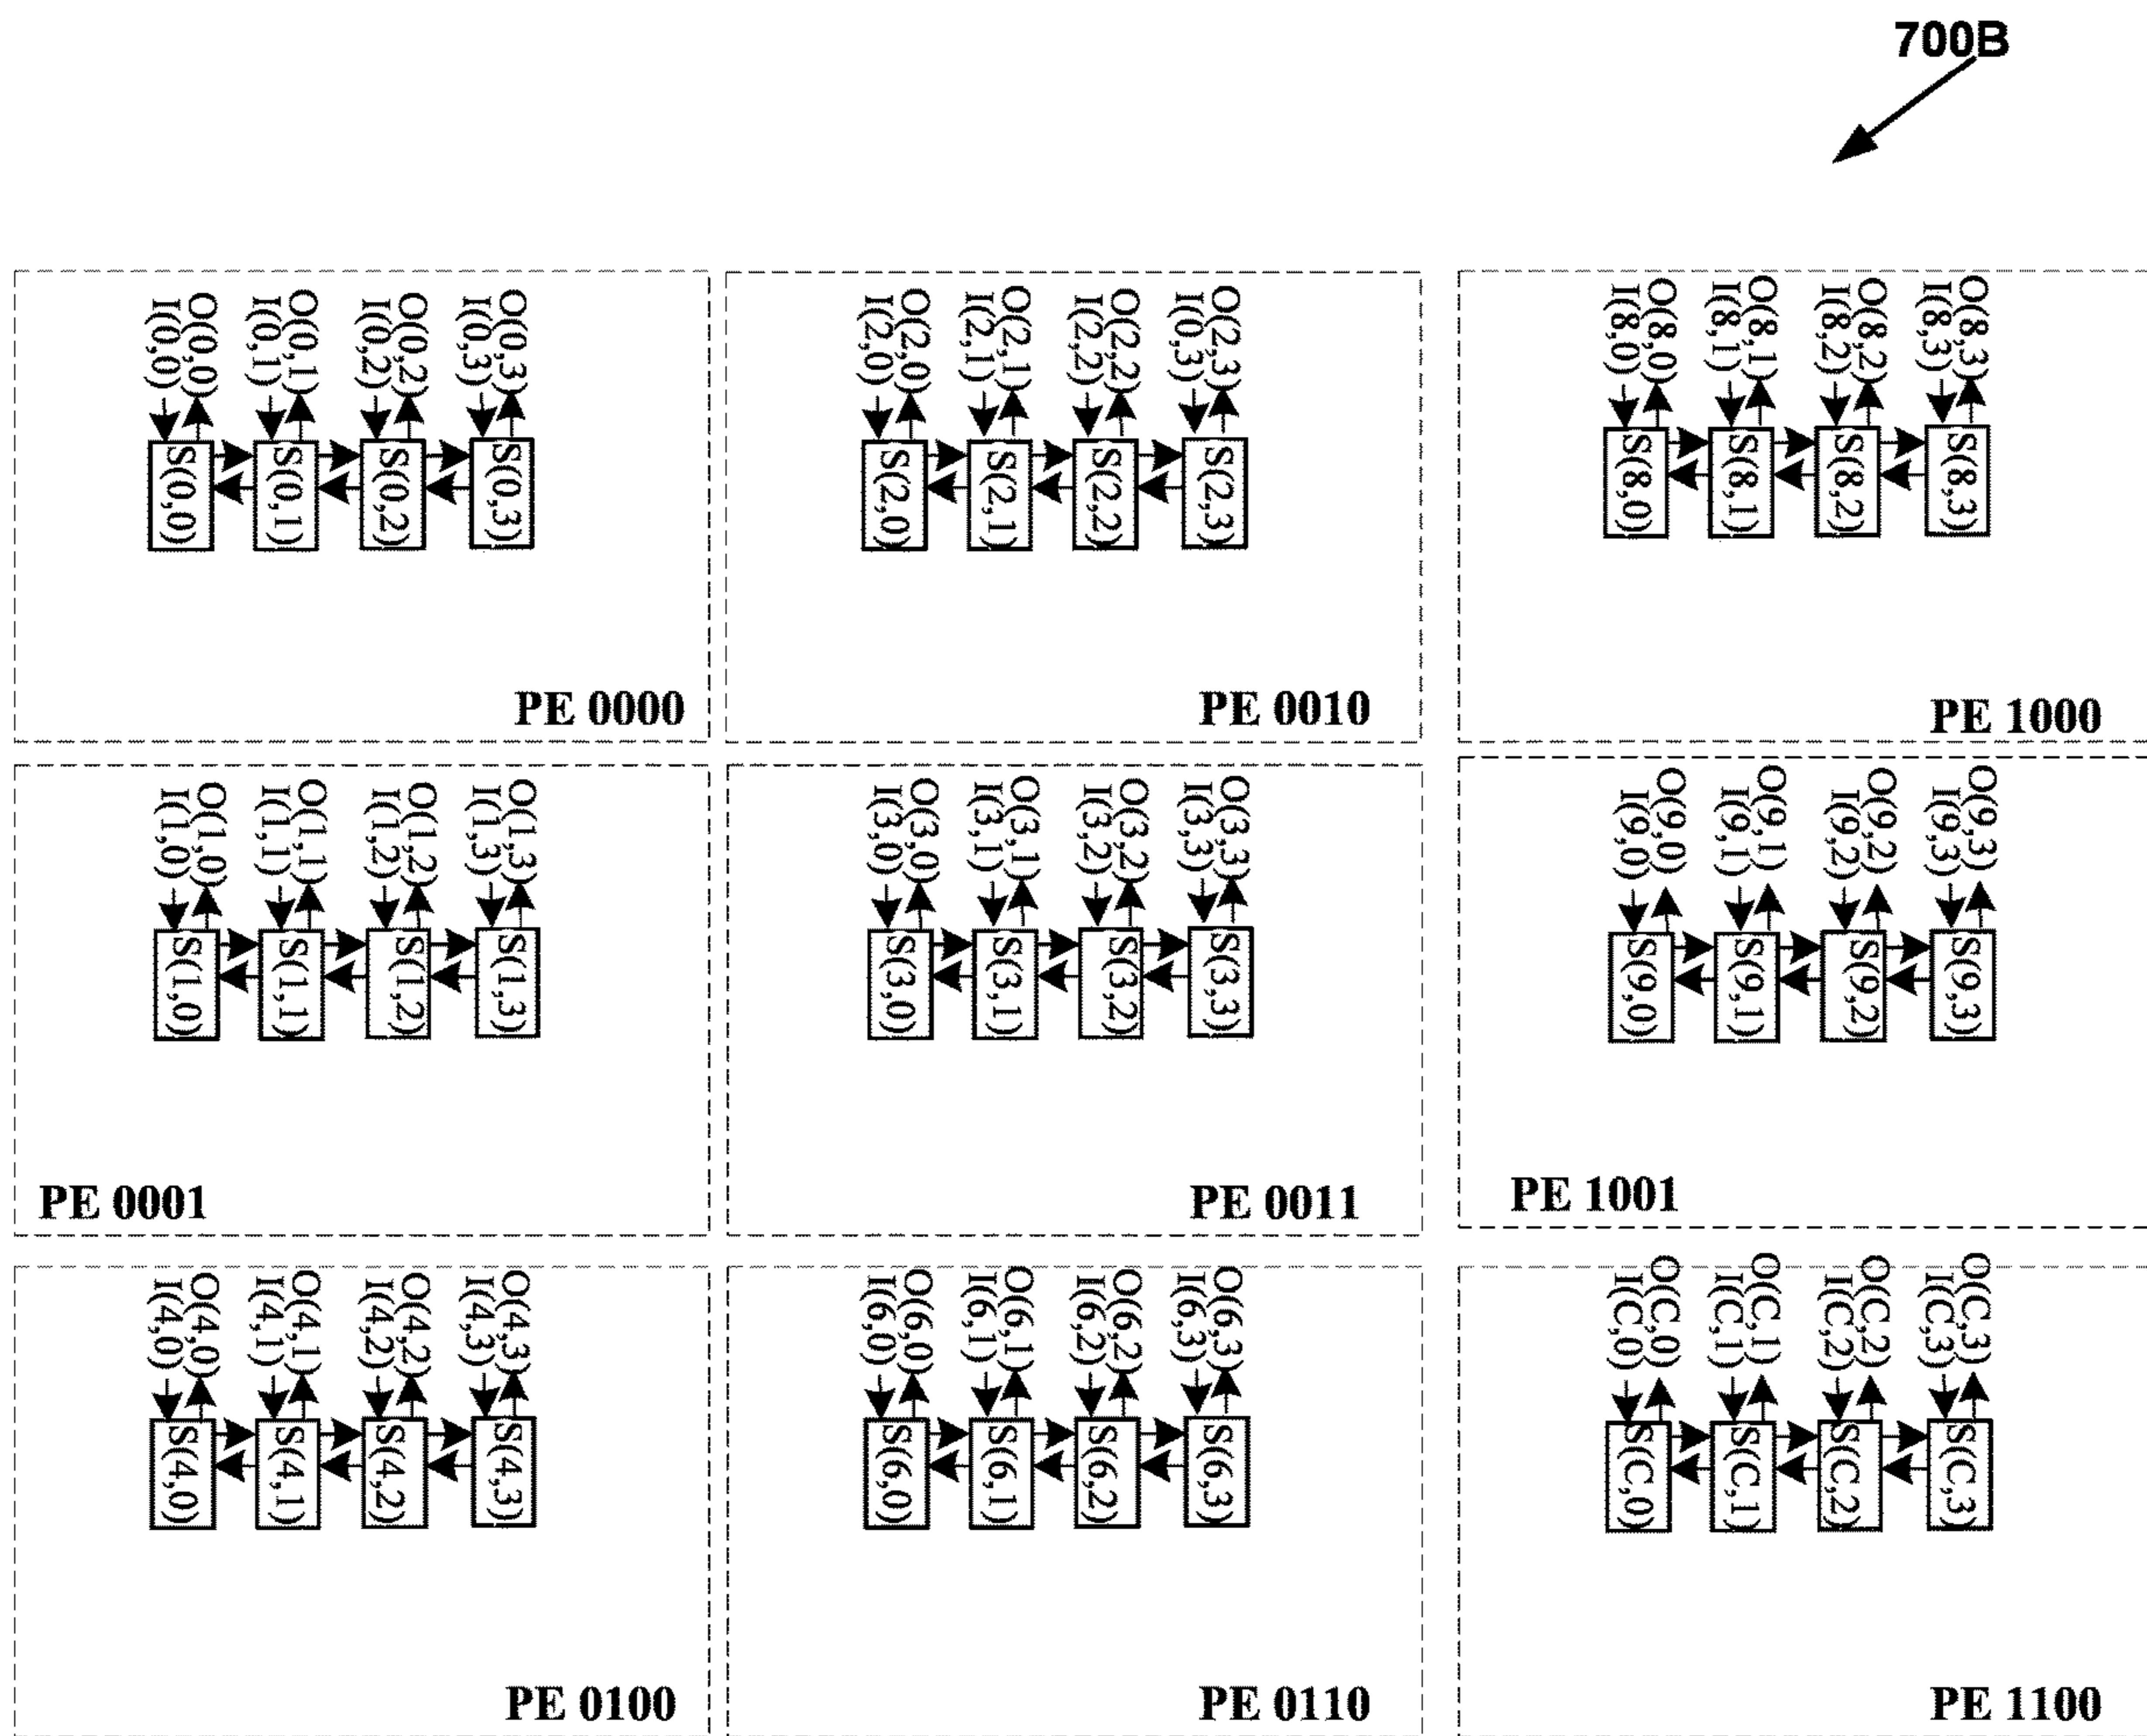 700B
O(0,0) O(0,1) O(0,2) O(0,3)
I(0,0) I(0,1) I(0,2) I(0,3)
S(0,0) S(0,1) S(0,2) S(0,3)
PE 0000
O(2,0) O(2,1) O(2,2) O(2,3)
I(2,0) I(2,1) I(2,2) I(0,3)
S(2,0) S(2,1) S(2,2) S(2,3)
PE 0010
O(8,0) O(8,1) O(8,2) O(8,3)
I(8,0) I(8,1) I(8,2) I(8,3)
S(8,0) S(8,1) S(8,2) S(8,3)
PE 1000
O(1,0) O(1,1) O(1,2) O(1,3)
I(1,0) I(1,1) I(1,2) I(1,3)
S(1,0) S(1,1) S(1,2) S(1,3)
PE 0001
O(3,0) O(3,1) O(3,2) O(3,3)
I(3,0) I(3,1) I(3,2) I(3,3)
S(3,0) S(3,1) S(3,2) S(3,3)
PE 0011
O(9,0) O(9,1) O(9,2) O(9,3)
I(9,0) I(9,1) I(9,2) I(9,3)
S(9,0) S(9,1) S(9,2) S(9,3)
PE 1001
O(4,0) O(4,1) O(4,2) O(4,3)
I(4,0) I(4,1) I(4,2) I(4,3)
S(4,0) S(4,1) S(4,2) S(4,3)
PE 0100
O(6,0) O(6,1) O(6,2) O(6,3)
I(6,0) I(6,1) I(6,2) I(6,3)
S(6,0) S(6,1) S(6,2) S(6,3)
PE 0110
O(C,0) O(C,1) O(C,2) O(C,3)
I(C,0) I(C,1) I(C,2) I(C,3)
S(C,0) S(C,1) S(C,2) S(C,3)
PE 1100